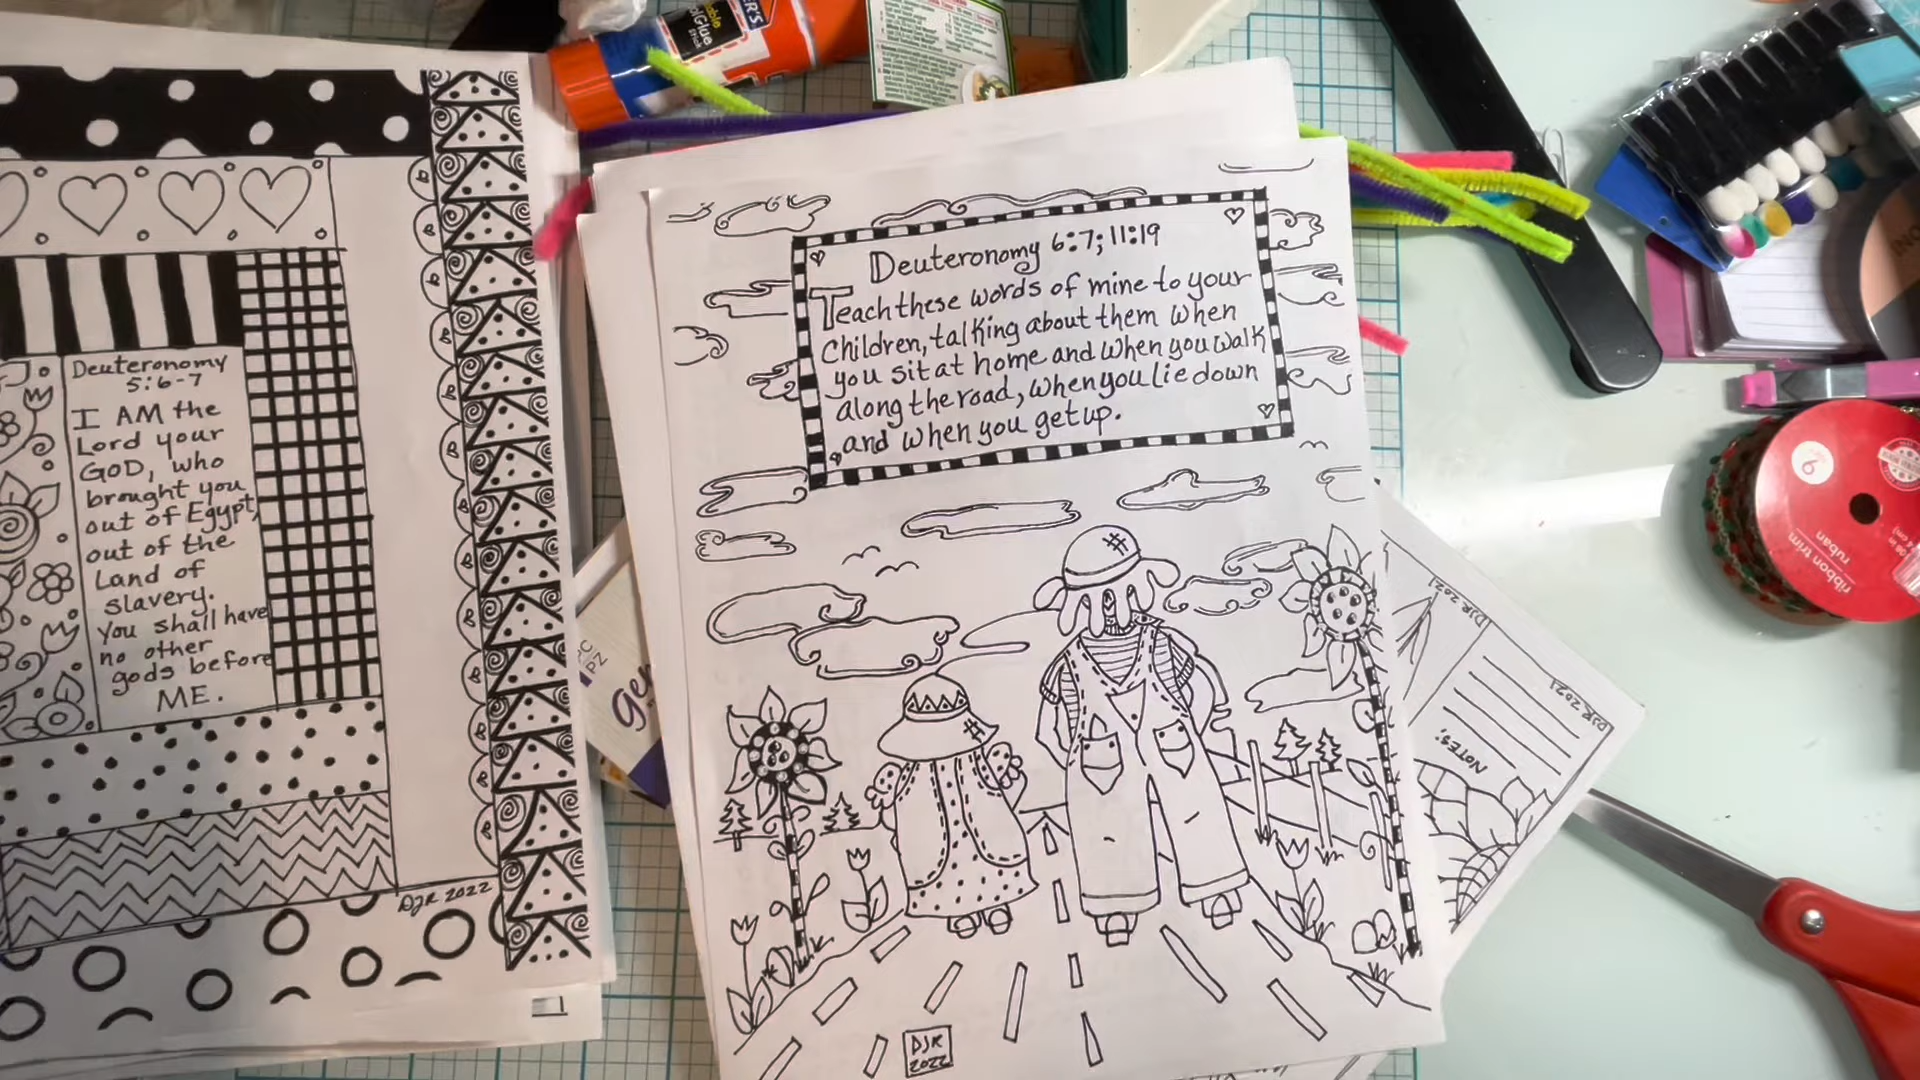 Deuteronomy
5:6-7
I AM the
Lord your
GOD, who
brought you
out of Egypt,
out of the
Land of
slavery.
You shall have
no other
gods before
ME.
DJR 2022
Deuteronomy 6:7; 11:19
Teach these words of mine to your
Children, talking about them when
you sit at home and when you walk
along the road, when you lie down
and when you get up.
DJR
2022
DJR 2021
DJR 2021
NOTES:
Glue
ger
9
ribbon trim
ruban